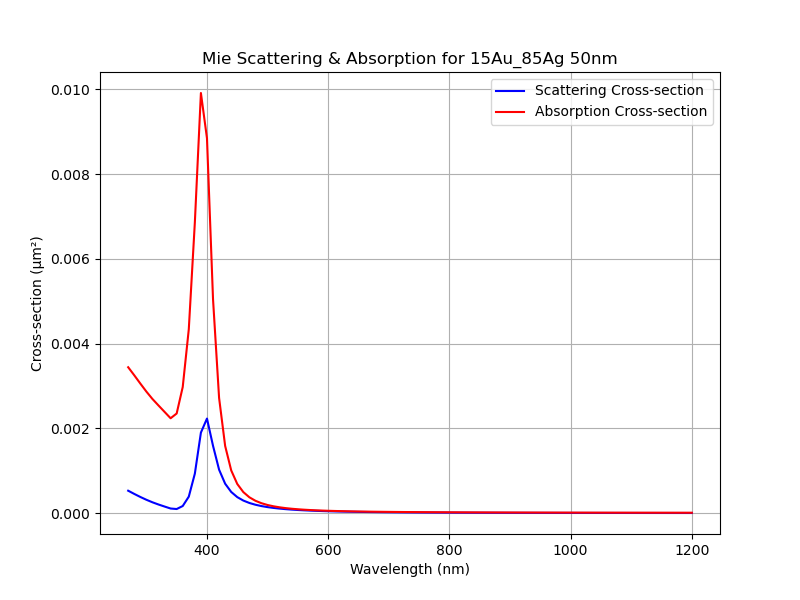 Mie Scattering & Absorption for 15Au_85Ag 50nm
Scattering Cross-section
Absorption Cross-section
Cross-section (μm²)
0.010
0.008
0.006
0.004
0.002
0.000
400
600
800
1000
1200
Wavelength (nm)